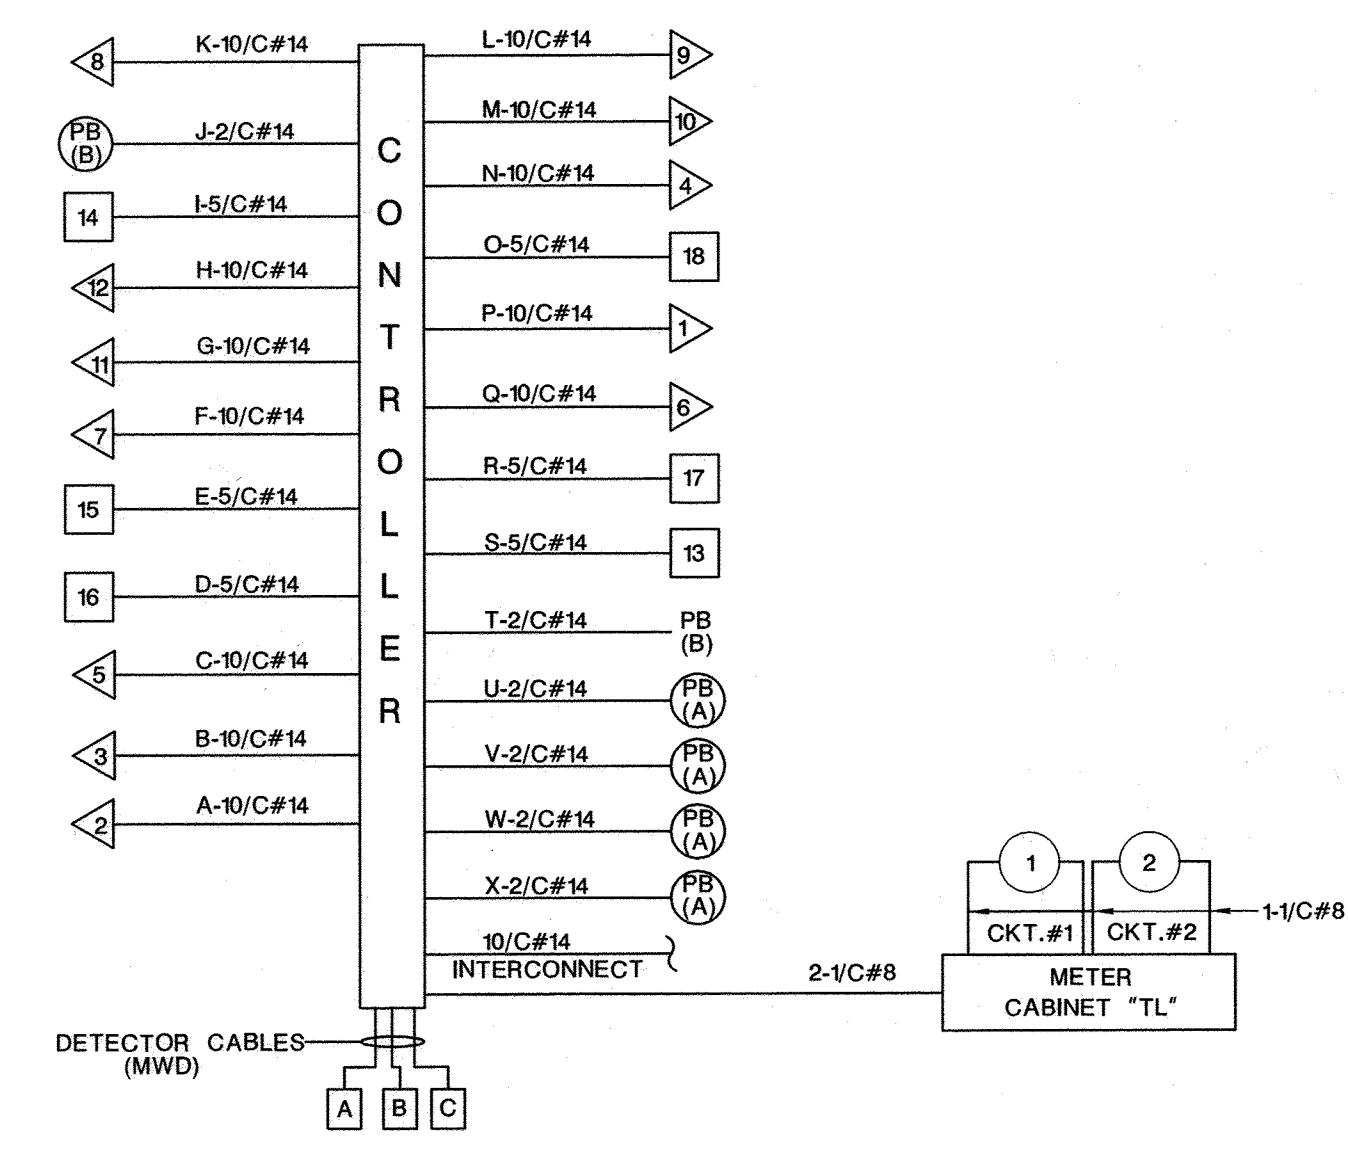 K-10/C#14
8
J-2/C#14
PB
(B)
I-5/C#14
14
H-10/C#14
12
G-10/C#14
11
F-10/C#14
7
E-5/C#14
15
D-5/C#14
16
C-10/C#14
5
B-10/C#14
3
A-10/C#14
2
CONTROLLER
L-10/C#14
9
M-10/C#14
10
N-10/C#14
4
O-5/C#14
18
P-10/C#14
1
Q-10/C#14
6
R-5/C#14
17
S-5/C#14
13
T-2/C#14
PB
(B)
U-2/C#14
PB
(A)
V-2/C#14
PB
(A)
W-2/C#14
PB
(A)
X-2/C#14
PB
(A)
10/C#14
INTERCONNECT
2-1/C#8
1
2
1-1/C#8
CKT.#1
CKT.#2
METER
CABINET "TL"
DETECTOR CABLES
(MWD)
A
B
C